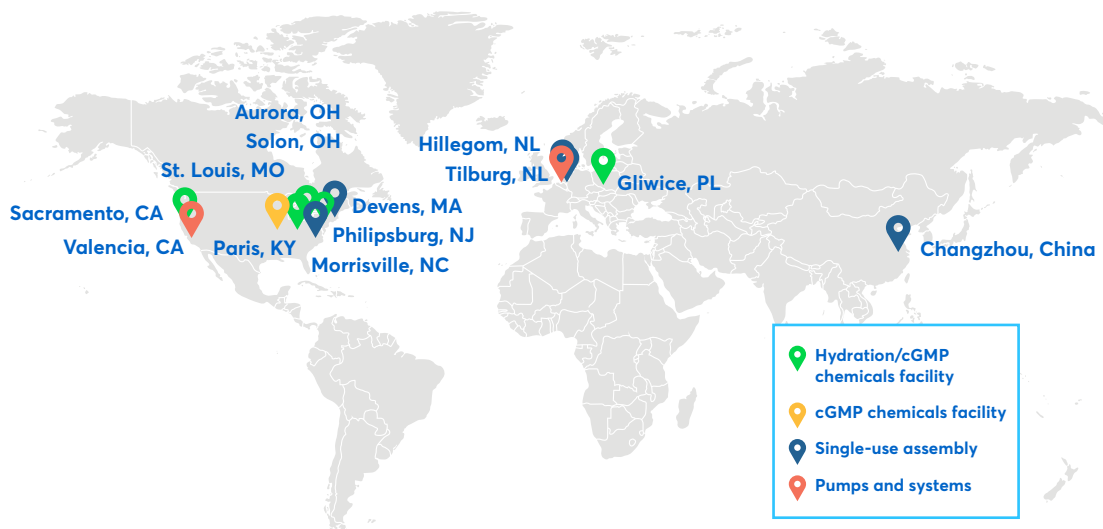 Aurora, OH
Solon, OH
St. Louis, MO
Sacramento, CA
Valencia, CA
Paris, KY
Devens, MA
Philipsburg, NJ
Morrisville, NC
Hillegom, NL
Tilburg, NL
Gliwice, PL
Changzhou, China
Hydration/cGMP
chemicals facility
cGMP chemicals facility
Single-use assembly
Pumps and systems